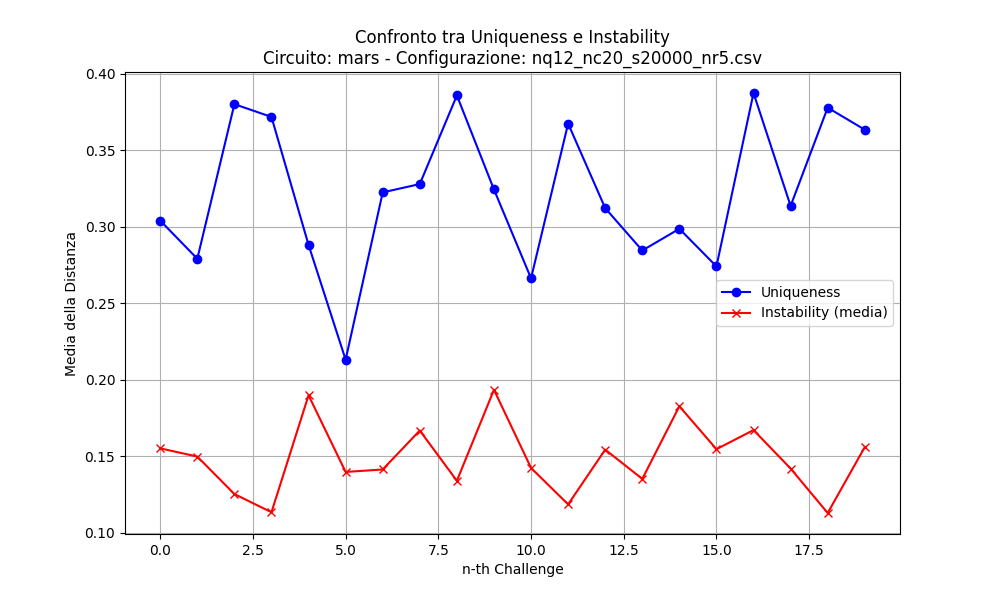 Confronto tra Uniqueness e Instability
Circuito: mars - Configurazione: nq12_nc20_s20000_nr5.csv
0.40
0.35
0.30
0.25
0.20
0.15
0.10
Media della Distanza
Uniqueness
Instability (media)
0.0 2.5 5.0 7.5 10.0 12.5 15.0 17.5
n-th Challenge